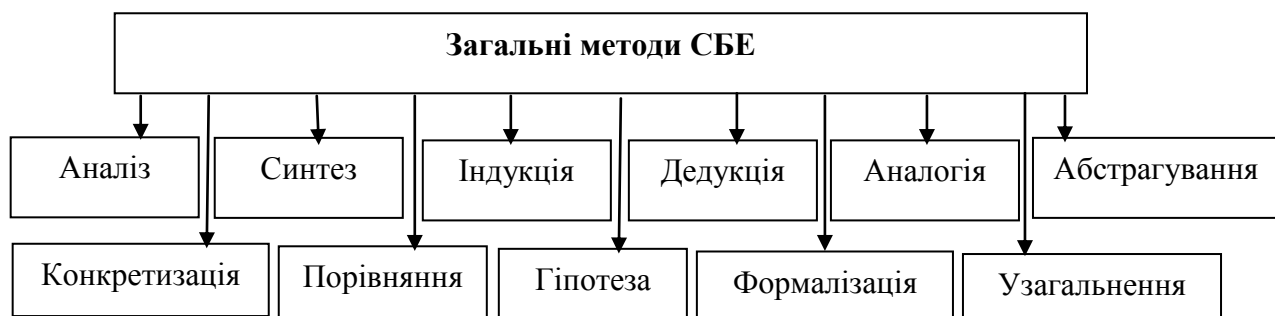 Загальні методи СБЕ
Аналіз
Синтез
Індукція
Дедукція
Аналогія
Абстрагування
Конкретизація
Порівняння
Гіпотеза
Формалізація
Узагальнення